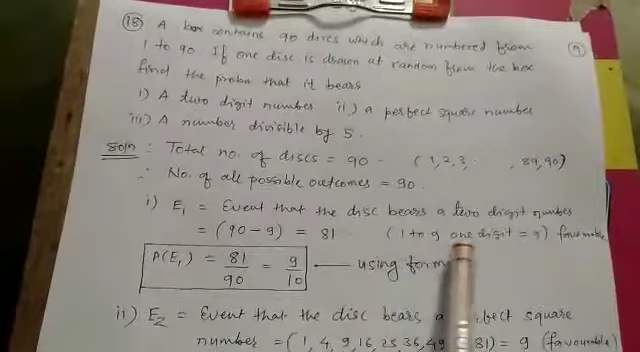 (18) A box contains 90 discs which are numbered from
1 to 90. If one disc is drawn at random from the box (9)
find the proba that it bears
i) A two digit number ii) a perfect square number
iii) A number divisible by 5.
Soln : Total no. of discs = 90 - (1, 2, 3, , 89, 90)
∴ No. of all possible outcomes = 90.
i) E₁ = Event that the disc bears a two digit number
= (90 - 9) = 81 (1 to 9 one digit = 9) favourable
P(E₁) = 81/90 = 9/10 — using
ii) E₂ = Event that the disc bears a square
number = (1, 4, 9, 16, 25, 36, 49 81) = 9 (favourable